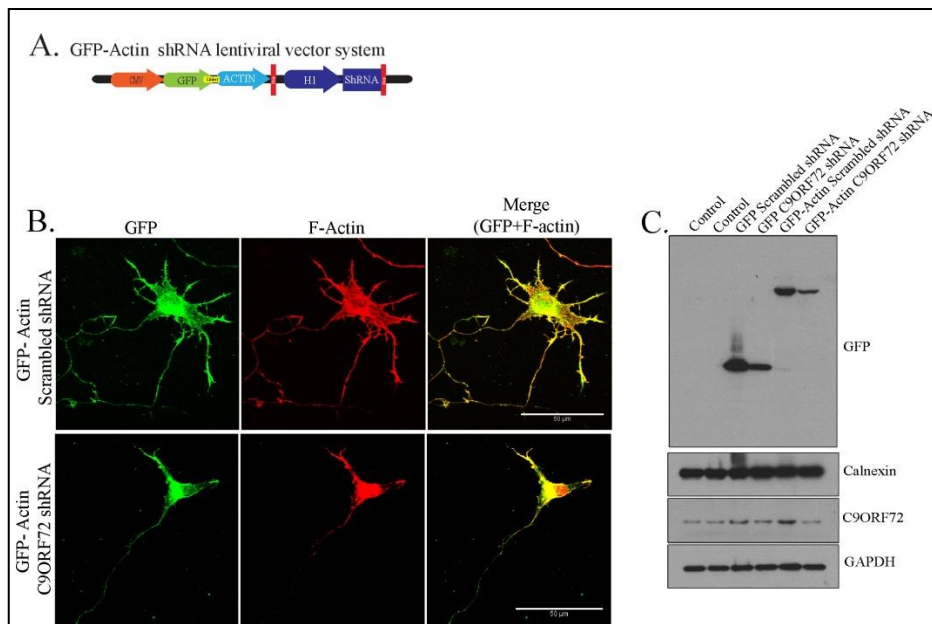 A. GFP-Actin shRNA lentiviral vector system
CMV GFP Linker ACTIN H1 ShRNA
B.
GFP
F-Actin
Merge
(GFP+F-actin)
GFP- Actin
Scrambled shRNA
50 µm
GFP- Actin
C9ORF72 shRNA
50 µm
C.
Control
Control
GFP Scrambled shRNA
GFP C9ORF72 shRNA
GFP-Actin Scrambled shRNA
GFP-Actin C9ORF72 shRNA
GFP
Calnexin
C9ORF72
GAPDH